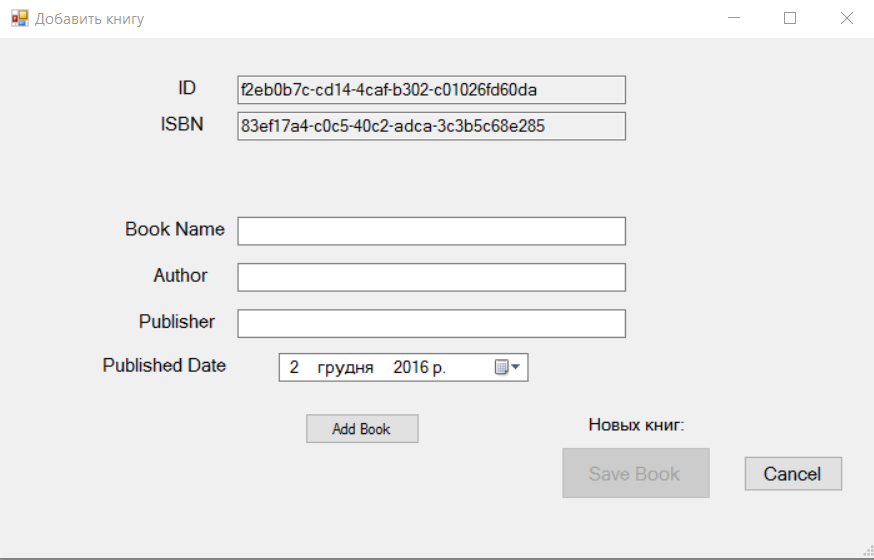 Добавить книгу
ID f2eb0b7c-cd14-4caf-b302-c01026fd60da
ISBN 83ef17a4-c0c5-40c2-adca-3c3b5c68e285
Book Name
Author
Publisher
Published Date 2 грудня 2016 р.
Add Book
Новых книг:
Save Book
Cancel